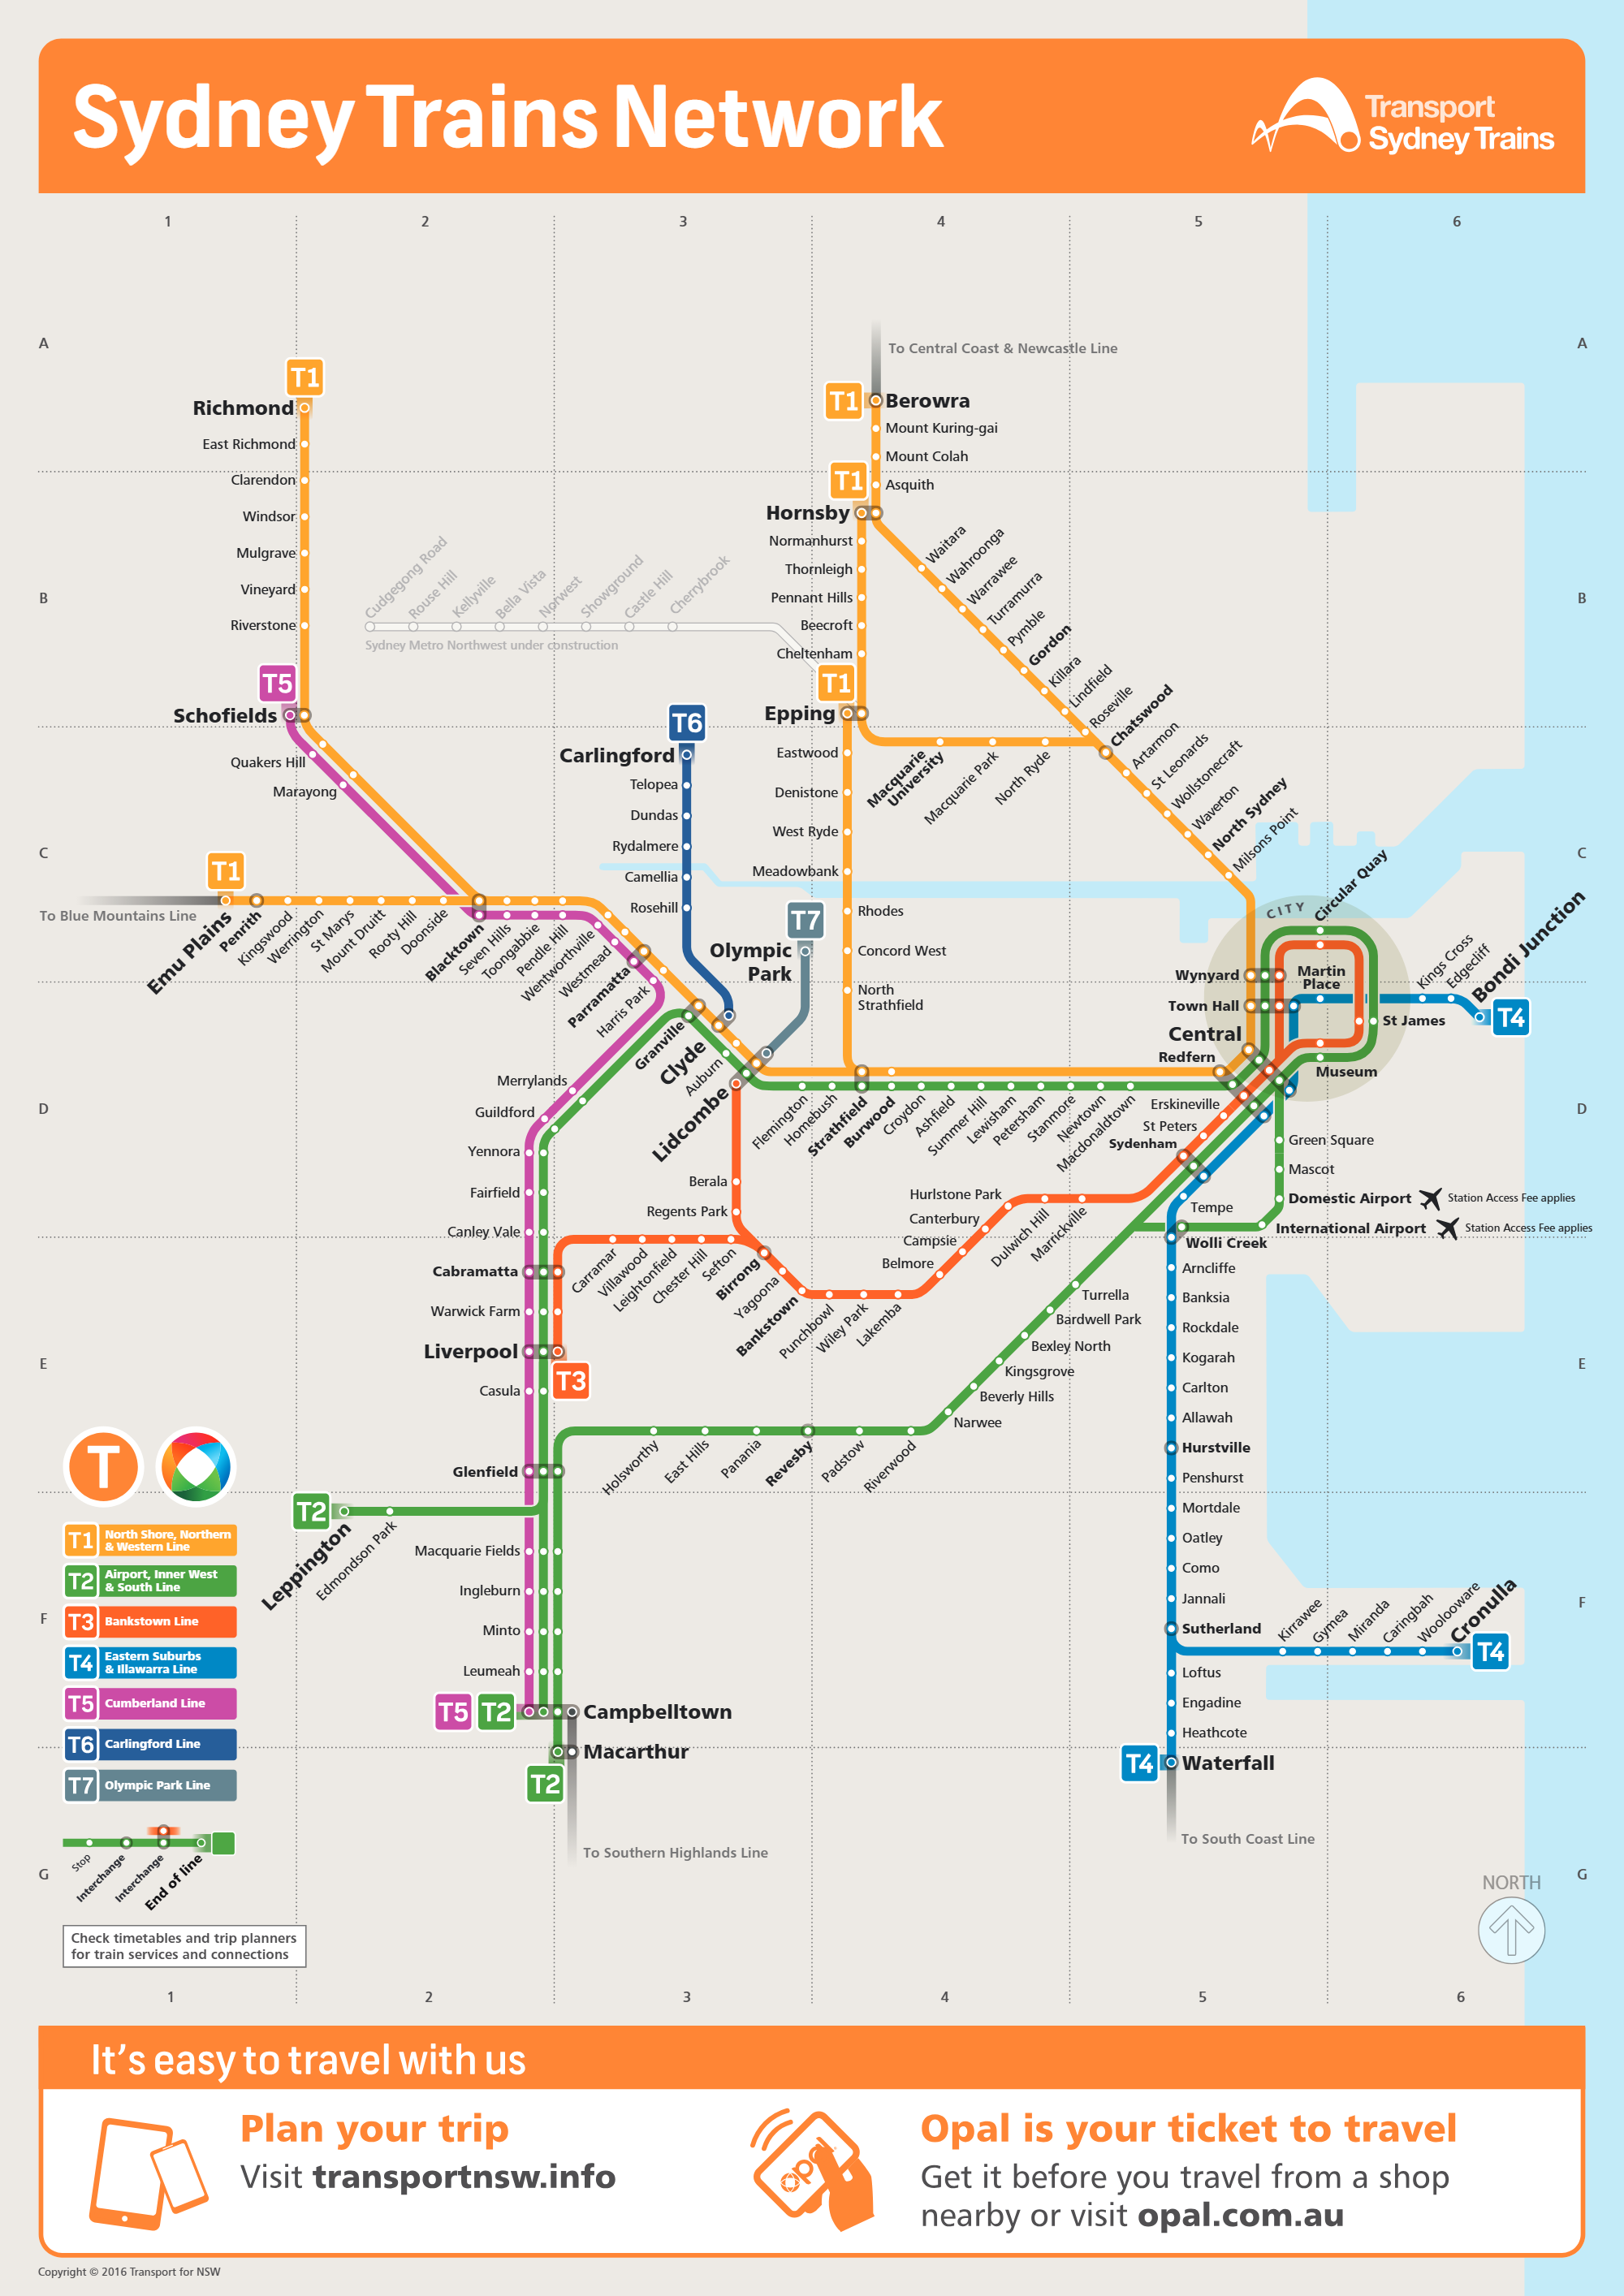 Sydney Trains Network
Transport
Sydney Trains
1
2
3
4
5
6
A
A
To Central Coast & Newcastle Line
T1
Richmond
East Richmond
Clarendon
Windsor
Mulgrave
Vineyard
Riverstone
T5
Schofields
Quakers Hill
Marayong
T1
Berowra
Mount Kuring-gai
Mount Colah
Asquith
T1
Hornsby
Normanhurst
Thornleigh
Pennant Hills
Beecroft
Cheltenham
T1
Epping
Eastwood
Denistone
West Ryde
Meadowbank
Rhodes
Concord West
North
Strathfield
Waitara
Wahroonga
Warrawee
Turramurra
Pymble
Gordon
Killara
Lindfield
Roseville
Chatswood
Artarmon
St Leonards
Wollstonecraft
Waverton
North Sydney
Milsons Point
Macquarie
University
Macquarie Park
North Ryde
B
B
Cudgegong Road
Rouse Hill
Kellyville
Bella Vista
Norwest
Showground
Castle Hill
Cherrybrook
Sydney Metro Northwest under construction
T6
Carlingford
Telopea
Dundas
Rydalmere
Camellia
Rosehill
T7
Olympic
Park
C
C
T1
To Blue Mountains Line
Emu Plains
Penrith
Kingswood
Werrington
St Marys
Mount Druitt
Rooty Hill
Doonside
Blacktown
Seven Hills
Toongabbie
Pendle Hill
Wentworthville
Westmead
Parramatta
Harris Park
Granville
Clyde
Auburn
Lidcombe
Flemington
Homebush
Strathfield
Burwood
Croydon
Ashfield
Summer Hill
Lewisham
Petersham
Stanmore
Newtown
Macdonaldtown
CITY
Circular Quay
Wynyard
Martin
Place
Town Hall
Central
St James
Redfern
Museum
Kings Cross
Edgecliff
Bondi Junction
T4
D
D
Merrylands
Guildford
Yennora
Fairfield
Canley Vale
Cabramatta
Warwick Farm
Liverpool
T3
Casula
Glenfield
Berala
Regents Park
Carramar
Villawood
Leightonfield
Chester Hill
Sefton
Birrong
Yagoona
Bankstown
Punchbowl
Wiley Park
Lakemba
Belmore
Campsie
Canterbury
Hurlstone Park
Dulwich Hill
Marrickville
Sydenham
St Peters
Erskineville
Green Square
Mascot
Domestic Airport
Station Access Fee applies
International Airport
Station Access Fee applies
Tempe
Wolli Creek
Arncliffe
Banksia
Rockdale
Kogarah
Carlton
Allawah
Hurstville
Penshurst
Mortdale
Oatley
Como
Jannali
Sutherland
Loftus
Engadine
Heathcote
T4
Waterfall
To South Coast Line
Kirrawee
Gymea
Miranda
Caringbah
Woolooware
Cronulla
T4
E
E
Turrella
Bardwell Park
Bexley North
Kingsgrove
Beverly Hills
Narwee
Riverwood
Padstow
Revesby
Panania
East Hills
Holsworthy
T2
Leppington
Edmondson Park
Macquarie Fields
Ingleburn
Minto
Leumeah
T5
T2
Campbelltown
Macarthur
T2
To Southern Highlands Line
F
F
T
T1
North Shore, Northern
& Western Line
T2
Airport, Inner West
& South Line
T3
Bankstown Line
T4
Eastern Suburbs
& Illawarra Line
T5
Cumberland Line
T6
Carlingford Line
T7
Olympic Park Line
Stop
Interchange
Interchange
End of line
G
G
NORTH
Check timetables and trip planners
for train services and connections
1
2
3
4
5
6
It's easy to travel with us
Plan your trip
Visit transportnsw.info
Opal is your ticket to travel
Get it before you travel from a shop
nearby or visit opal.com.au
Copyright © 2016 Transport for NSW